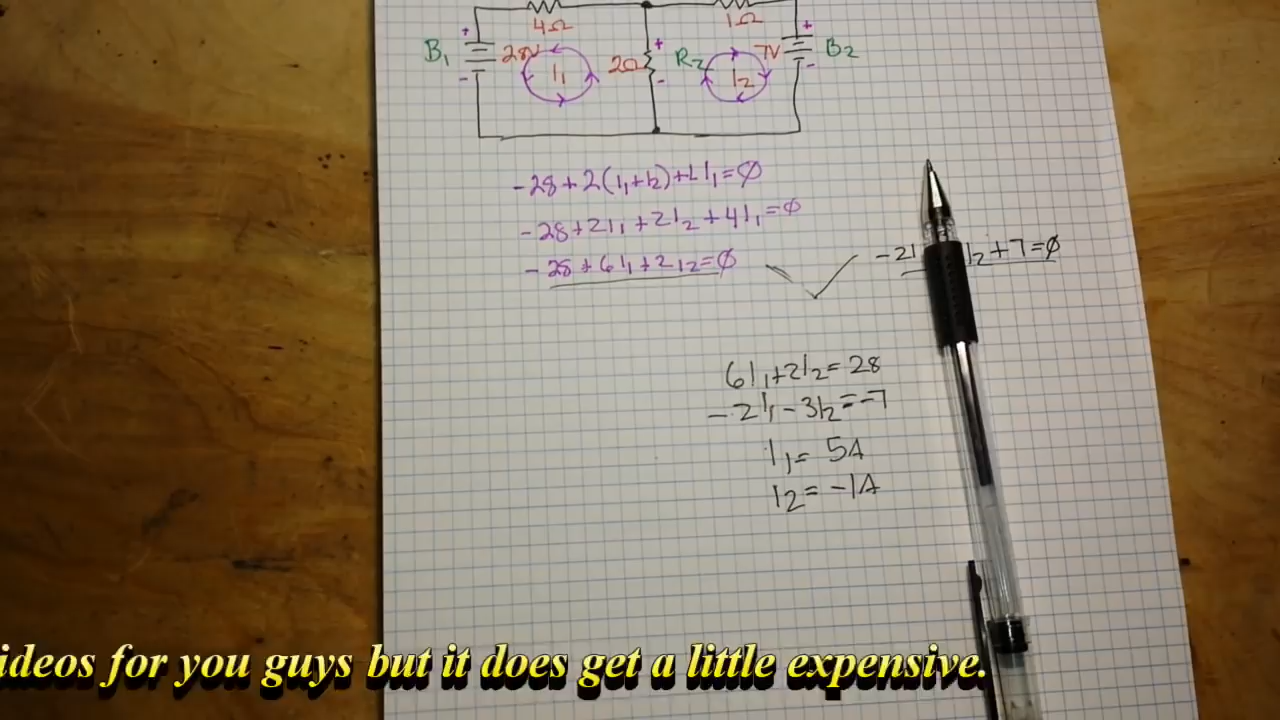 4Ω 1Ω
+ + +
B₁ 28V I₁ 2Ω R₂ I₂ 7V B₂
- - -
-28+2(I₁+I₂)+4I₁=∅
-28+2I₁+2I₂+4I₁=∅
-28+6I₁+2I₂=∅
-2I I₂+7=∅
6I₁+2I₂=28
-2I₁-3I₂=-7
I₁= 5A
I₂= -1A
ideos for you guys but it does get a little expensive.